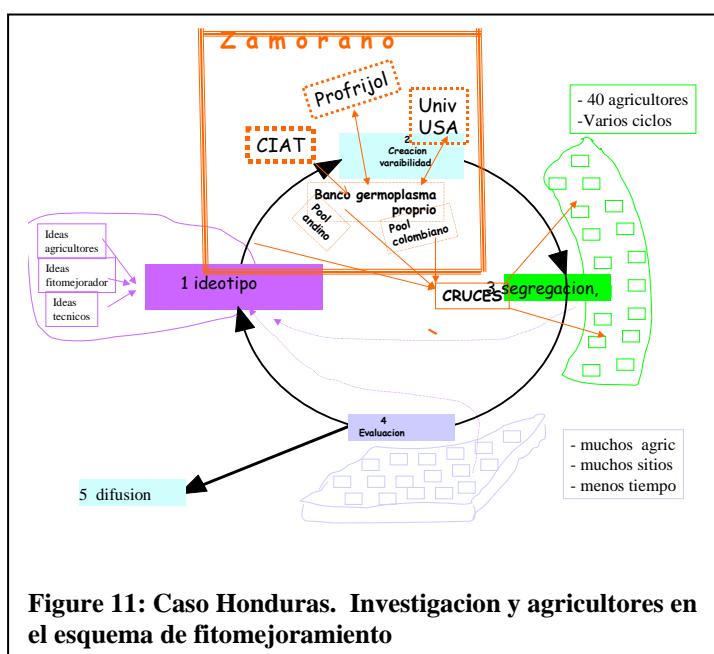 Zamorano
Profrijol
Univ
USA
CIAT
2
Creacion
varaibilidad
Banco germoplasma
proprio
Pool
andino
Pool
colombiano
- 40 agricultores
-Varios ciclos
Ideas
agricultores
Ideas
fitomejorador
Ideas
tecnicos
1 ideotipo
CRUCES
3 segregacion,
4
Evaluacion
- muchos agric
- muchos sitios
- menos tiempo
5 difusion
Figure 11: Caso Honduras. Investigacion y agricultores en
el esquema de fitomejoramiento